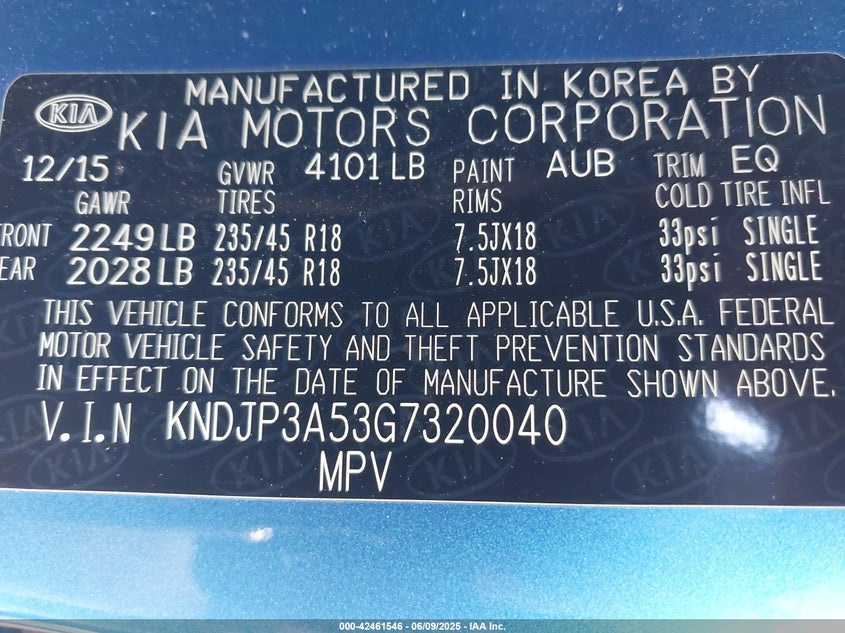 MANUFACTURED IN KOREA BY
KIA KIA MOTORS CORPORATION
12/15 GVWR 4101 LB PAINT AUB TRIM EQ
GAWR TIRES RIMS COLD TIRE INFL
RONT 2249 LB 235/45 R18 7.5JX18 33psi SINGLE
EAR 2028 LB 235/45 R18 7.5JX18 33psi SINGLE
THIS VEHICLE CONFORMS TO ALL APPLICABLE U.S.A. FEDERAL
MOTOR VEHICLE SAFETY AND THEFT PREVENTION STANDARDS
IN EFFECT ON THE DATE OF MANUFACTURE SHOWN ABOVE.
V.I.N KNDJP3A53G7320040
MPV
000-42461546 | 06/09/2025 - IAA Inc.